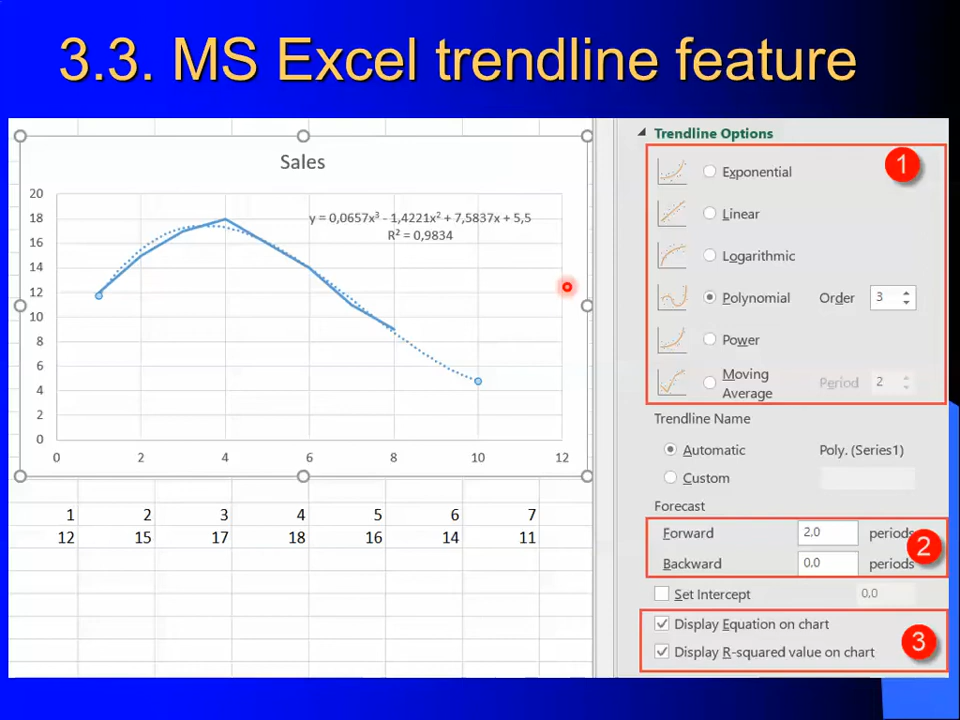 3.3. MS Excel trendline feature
Sales
20
18
16
14
12
10
8
6
4
2
0
0 2 4 6 8 10 12
y = 0,0657x³ - 1,4221x² + 7,5837x + 5,5
R² = 0,9834
1 2 3 4 5 6 7
12 15 17 18 16 14 11
Trendline Options
1
Exponential
Linear
Logarithmic
Polynomial Order 3
Power
Moving
Average
Period 2
Trendline Name
Automatic Poly. (Series1)
Custom
Forecast
Forward 2,0 periods
2
Backward 0,0 periods
Set Intercept 0,0
Display Equation on chart
3
Display R-squared value on chart